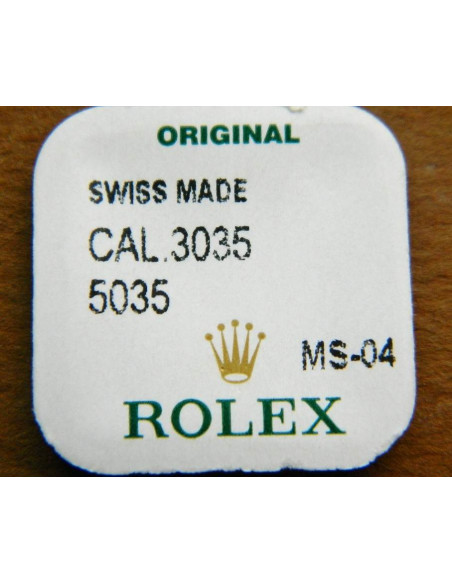 ORIGINAL
SWISS MADE
CAL.3035
5035
MS-04
ROLEX